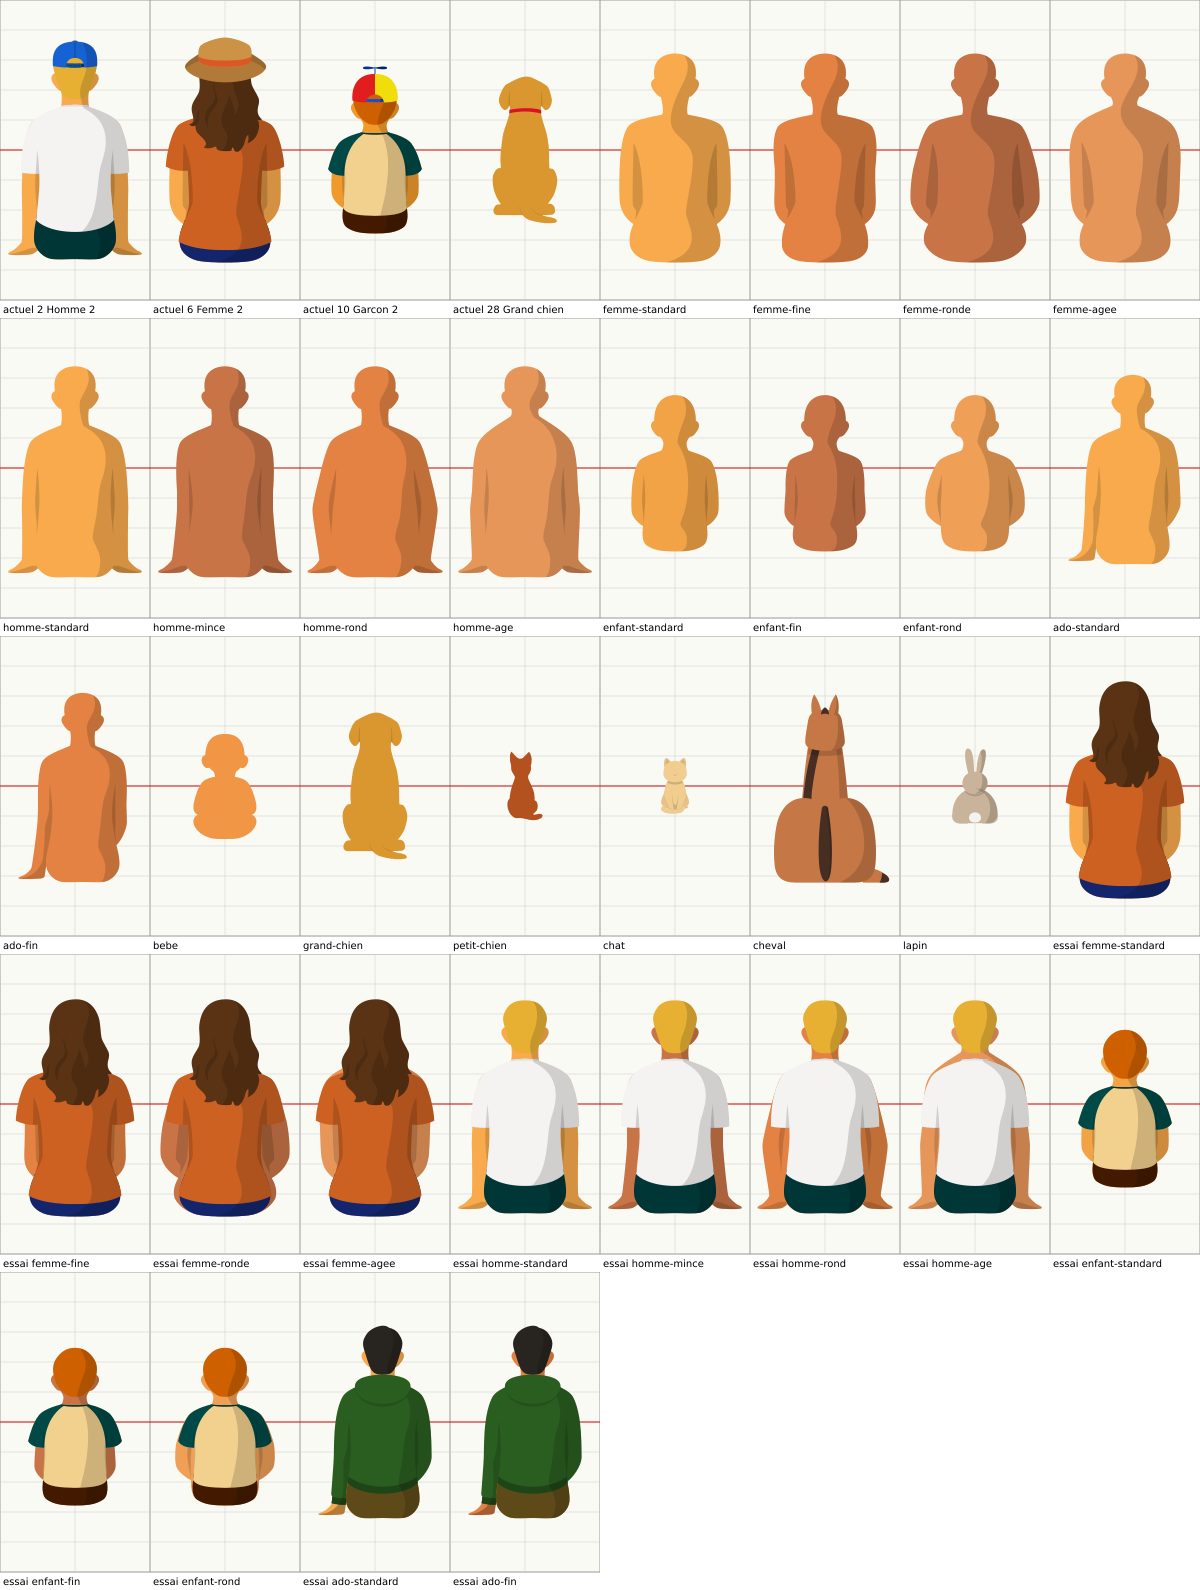 actuel 2 Homme 2
actuel 6 Femme 2
actuel 10 Garcon 2
actuel 28 Grand chien
femme-standard
femme-fine
femme-ronde
femme-agee
homme-standard
homme-mince
homme-rond
homme-age
enfant-standard
enfant-fin
enfant-rond
ado-standard
ado-fin
bebe
grand-chien
petit-chien
chat
cheval
lapin
essai femme-standard
essai femme-fine
essai femme-ronde
essai femme-agee
essai homme-standard
essai homme-mince
essai homme-rond
essai homme-age
essai enfant-standard
essai enfant-fin
essai enfant-rond
essai ado-standard
essai ado-fin